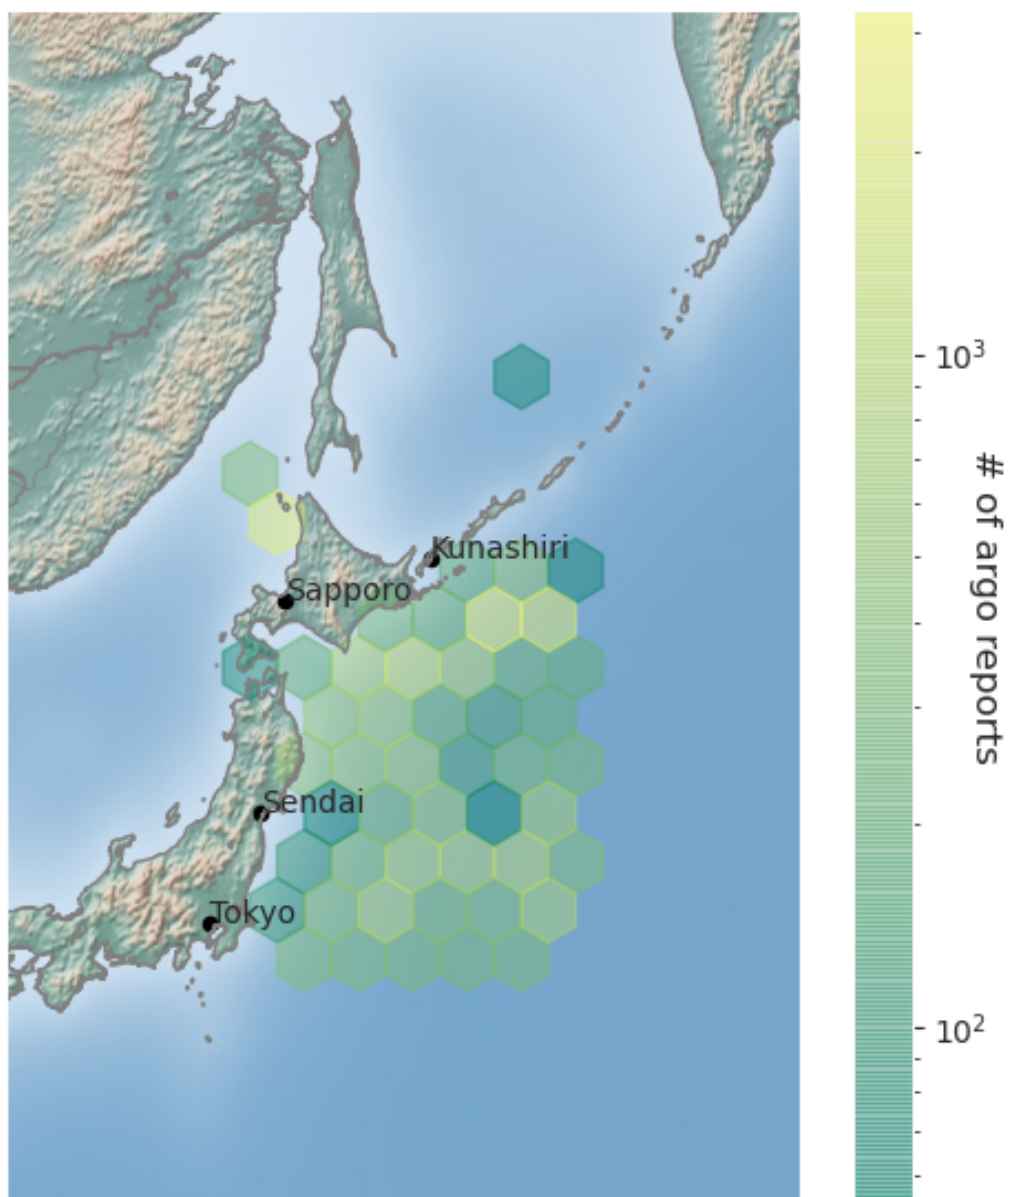 Kunashiri
Sapporo
Sendai
Tokyo
10³
10²
# of argo reports